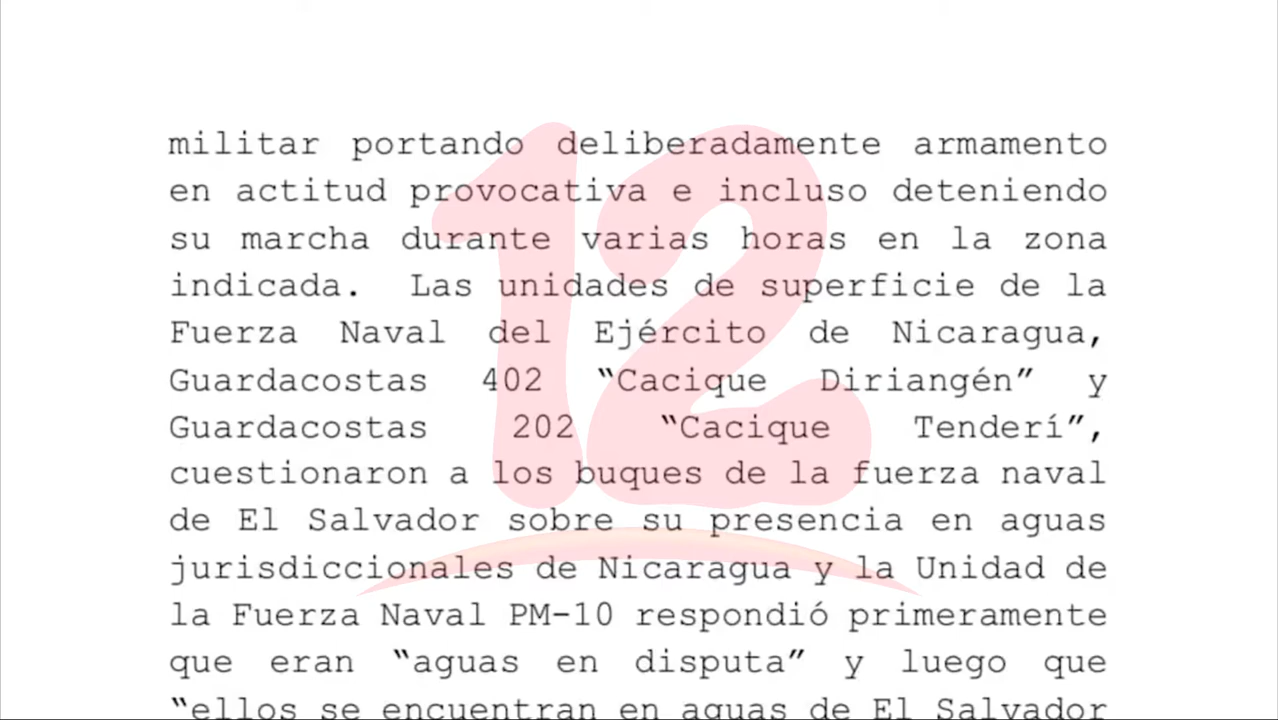 militar portando deliberadamente armamento
en actitud provocativa e incluso deteniendo
su marcha durante varias horas en la zona
indicada. Las unidades de superficie de la
Fuerza Naval del Ejército de Nicaragua,
Guardacostas 402 “Cacique Diriangén” y
Guardacostas 202 “Cacique Tenderí”,
cuestionaron a los buques de la fuerza naval
de El Salvador sobre su presencia en aguas
jurisdiccionales de Nicaragua y la Unidad de
la Fuerza Naval PM-10 respondió primeramente
que eran “aguas en disputa” y luego que
“ellos se encuentran en aguas de El Salvador
12